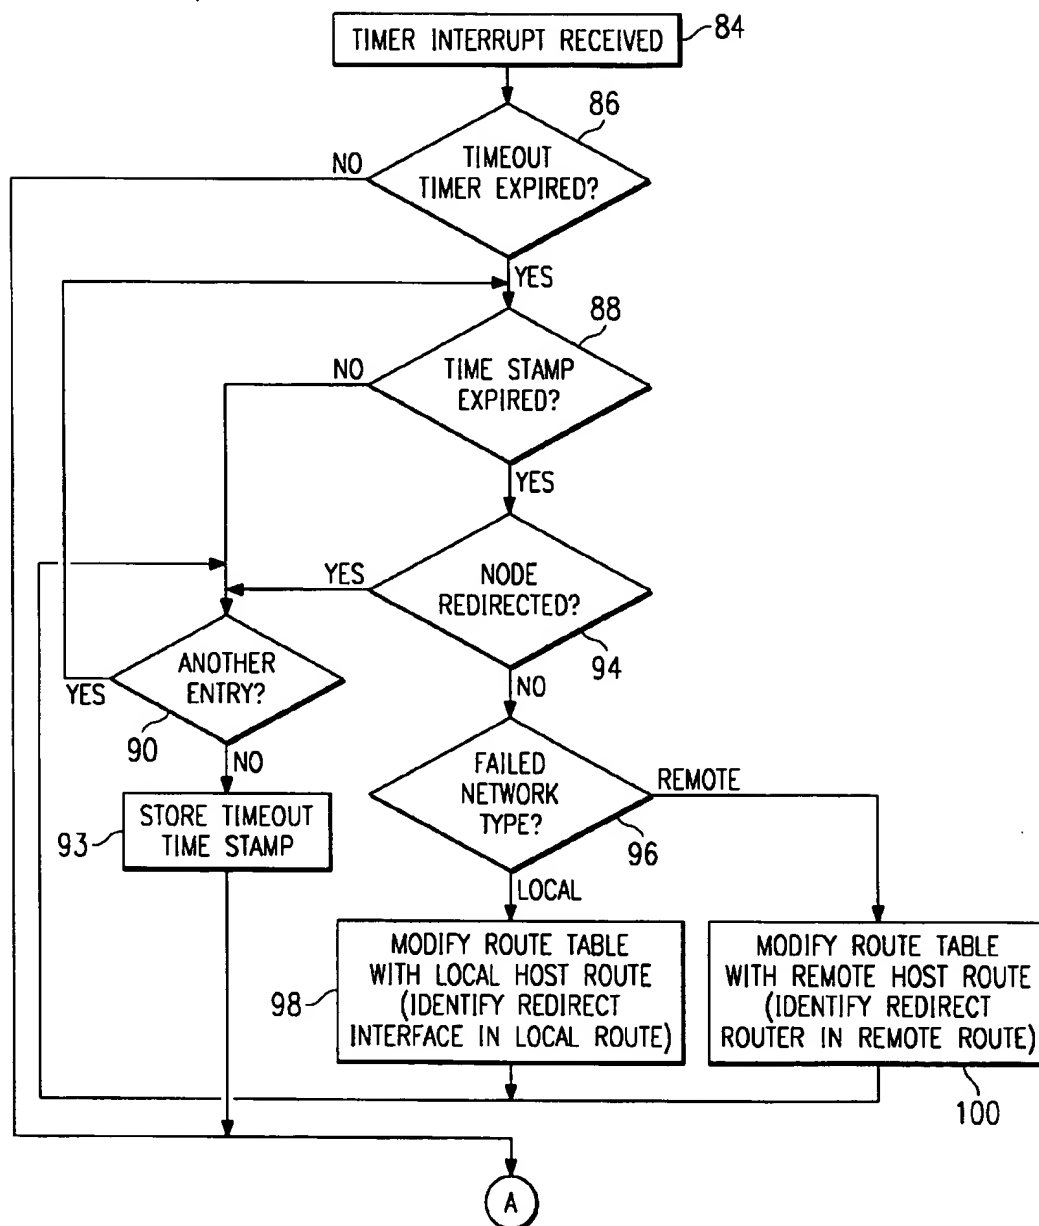 TIMER INTERRUPT RECEIVED
84
86
NO
TIMEOUT
TIMER EXPIRED?
YES
88
NO
TIME STAMP
EXPIRED?
YES
YES
NODE
REDIRECTED?
94
NO
ANOTHER
ENTRY?
YES
90
NO
FAILED
NETWORK
TYPE?
REMOTE
96
LOCAL
93
STORE TIMEOUT
TIME STAMP
98
MODIFY ROUTE TABLE
WITH LOCAL HOST ROUTE
(IDENTIFY REDIRECT
INTERFACE IN LOCAL ROUTE)
MODIFY ROUTE TABLE
WITH REMOTE HOST ROUTE
(IDENTIFY REDIRECT
ROUTER IN REMOTE ROUTE)
100
A